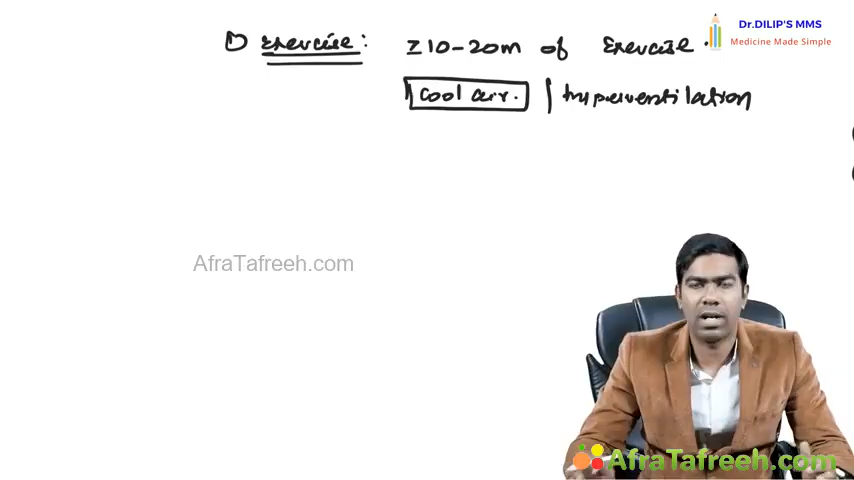 Dr.DILIP'S MMS
Medicine Made Simple
① Exercise: ≥10-20m of Exercise.
Cool air. | hyperventilation
AfraTafreeh.com
AfraTafreeh.com